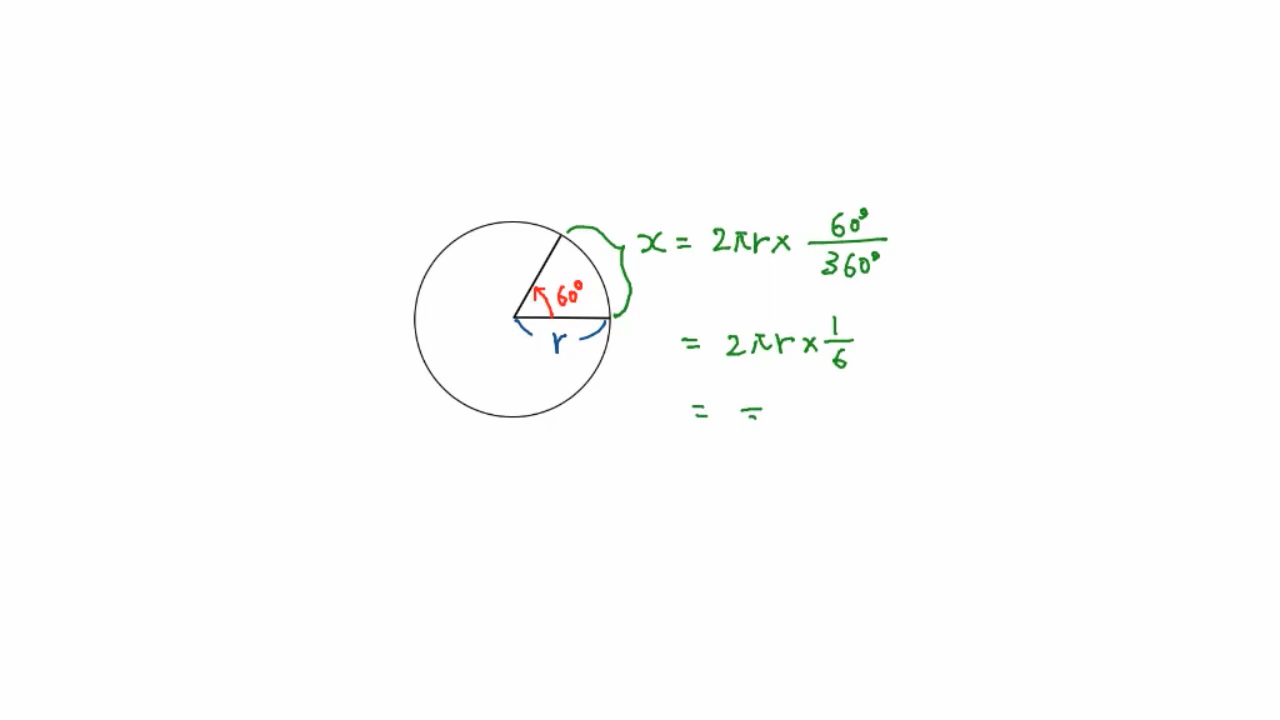 x = 2πr × 60°/360°
60°
r
= 2πr × 1/6
=